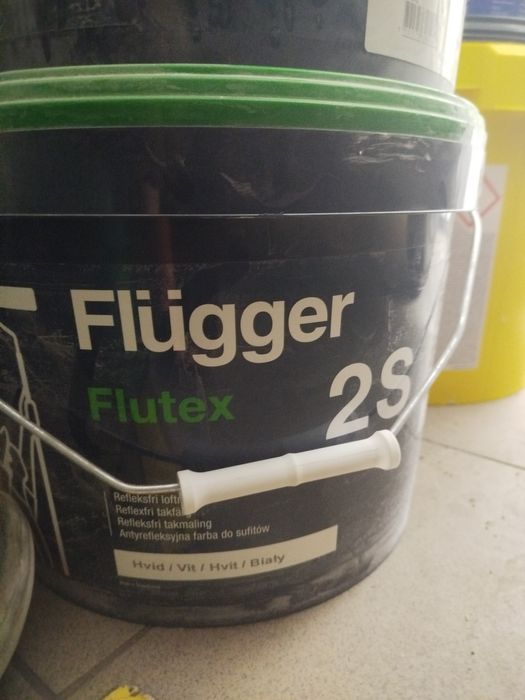 Flügger
Flutex
2S
Refleksfri
Reflexfri
Refleksfri takmaling
Antyrefleksyjna farba do sufitów
Hvid / Vit / Hvit / Biały